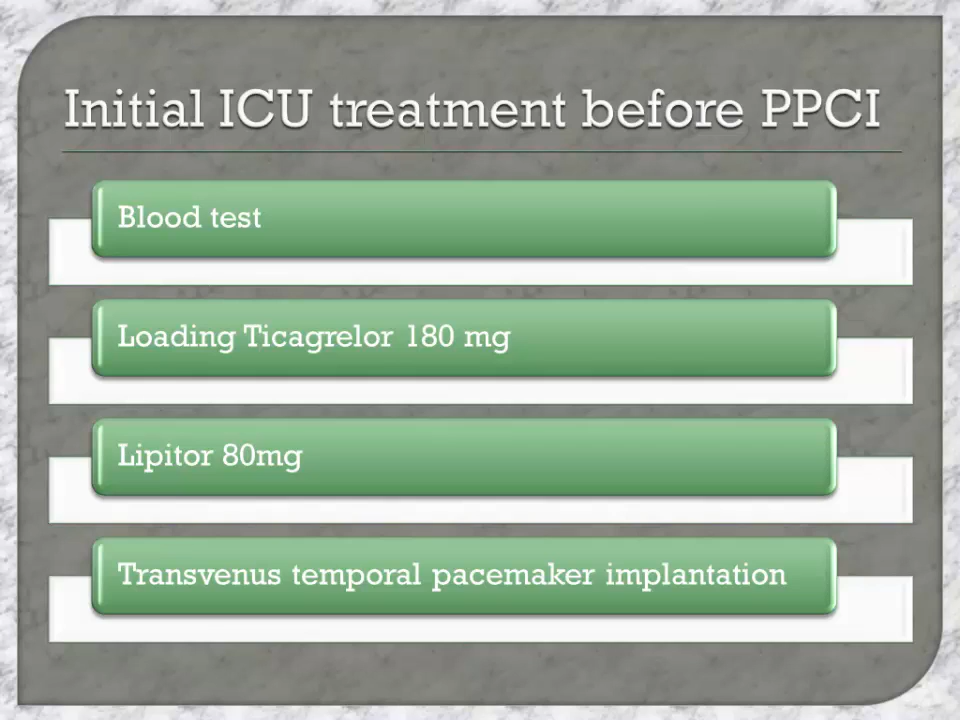 Initial ICU treatment before PPCI
Blood test
Loading Ticagrelor 180 mg
Lipitor 80mg
Transvenus temporal pacemaker implantation